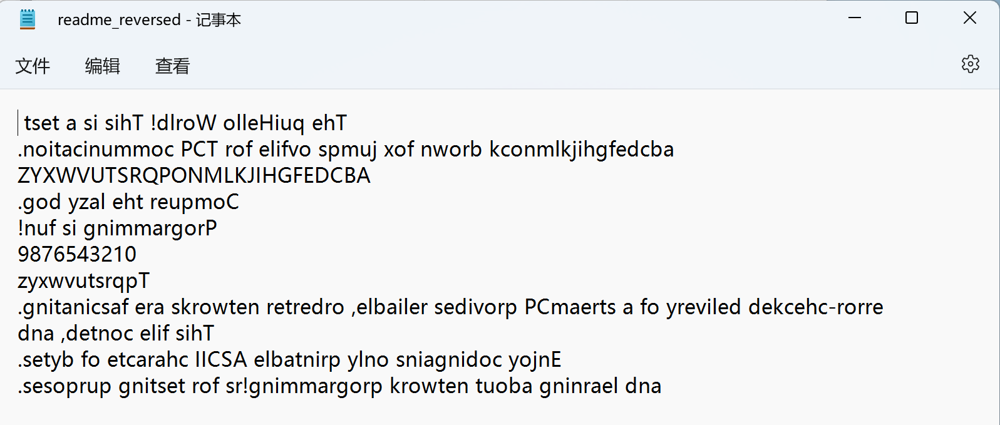 readme_reversed - 记事本
文件 编辑 查看
tset a si sihT !dlroW olleHiuq ehT
.noitacinummoc PCT rof elifvo spmuj xof nworb kconmlkjihgfedcba
ZYXWVUTSRQPONMLKJIHGFEDCBA
.god yzal eht reupmoC
!nuf si gnimmargorP
9876543210
zyxwvutsrqpT
.gnitanicsaf era skrowten retredro ,elbailer sedivorp PCmaerts a fo yreviled dekcehc-rorre
dna ,detnoc elif sihT
.setyb fo etcarahc IICSA elbatnirp ylno sniagnidoc yojnE
.sesoprup gnitset rof sr!gnimmargorp krowten tuoba gninrael dna